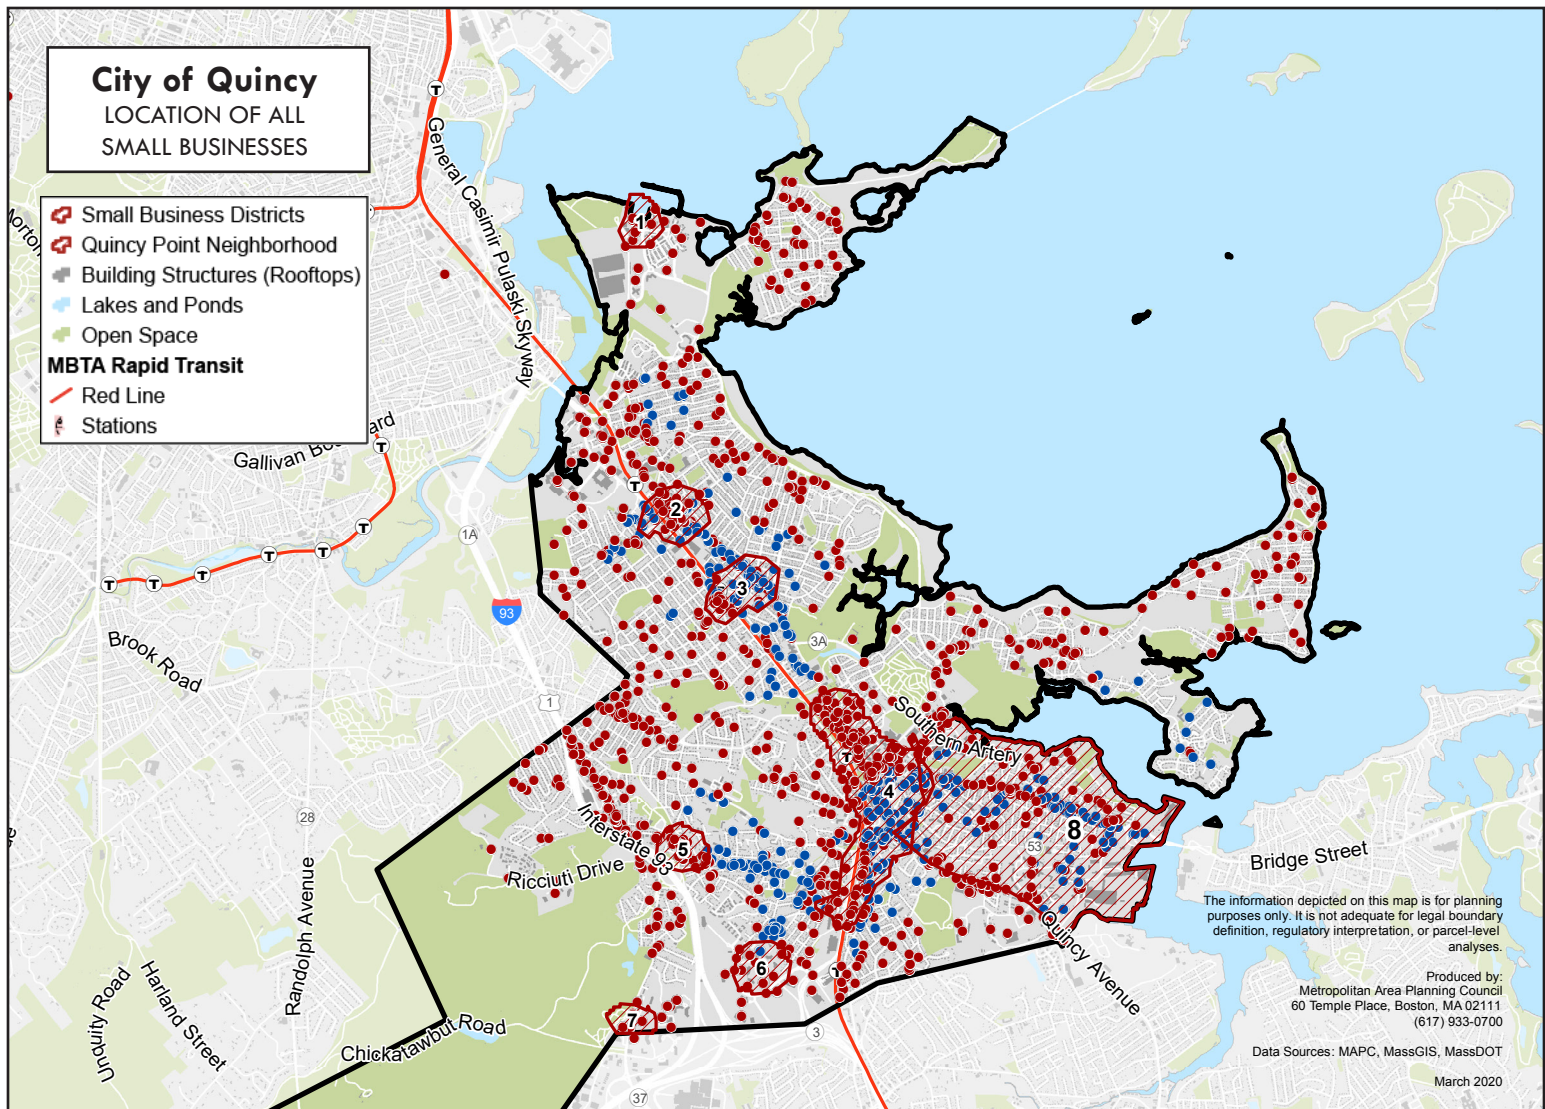 City of Quincy
LOCATION OF ALL
SMALL BUSINESSES
Small Business Districts
Quincy Point Neighborhood
Building Structures (Rooftops)
Lakes and Ponds
Open Space
MBTA Rapid Transit
Red Line
Stations
General Casimir Pulaski Skyway
T
T
T
T
T
T
T
T
T
T
T
1A
93
1
28
3A
53
3
37
1
2
3
4
5
6
7
8
Brook Road
Southern Artery
Interstate 93
Ricciuti Drive
Randolph Avenue
Harland Street
Unquity Road
Chickatawbut Road
Quincy Avenue
Bridge Street
The information depicted on this map is for planning
purposes only. It is not adequate for legal boundary
definition, regulatory interpretation, or parcel-level
analyses.
Produced by:
Metropolitan Area Planning Council
60 Temple Place, Boston, MA 02111
(617) 933-0700
Data Sources: MAPC, MassGIS, MassDOT
March 2020